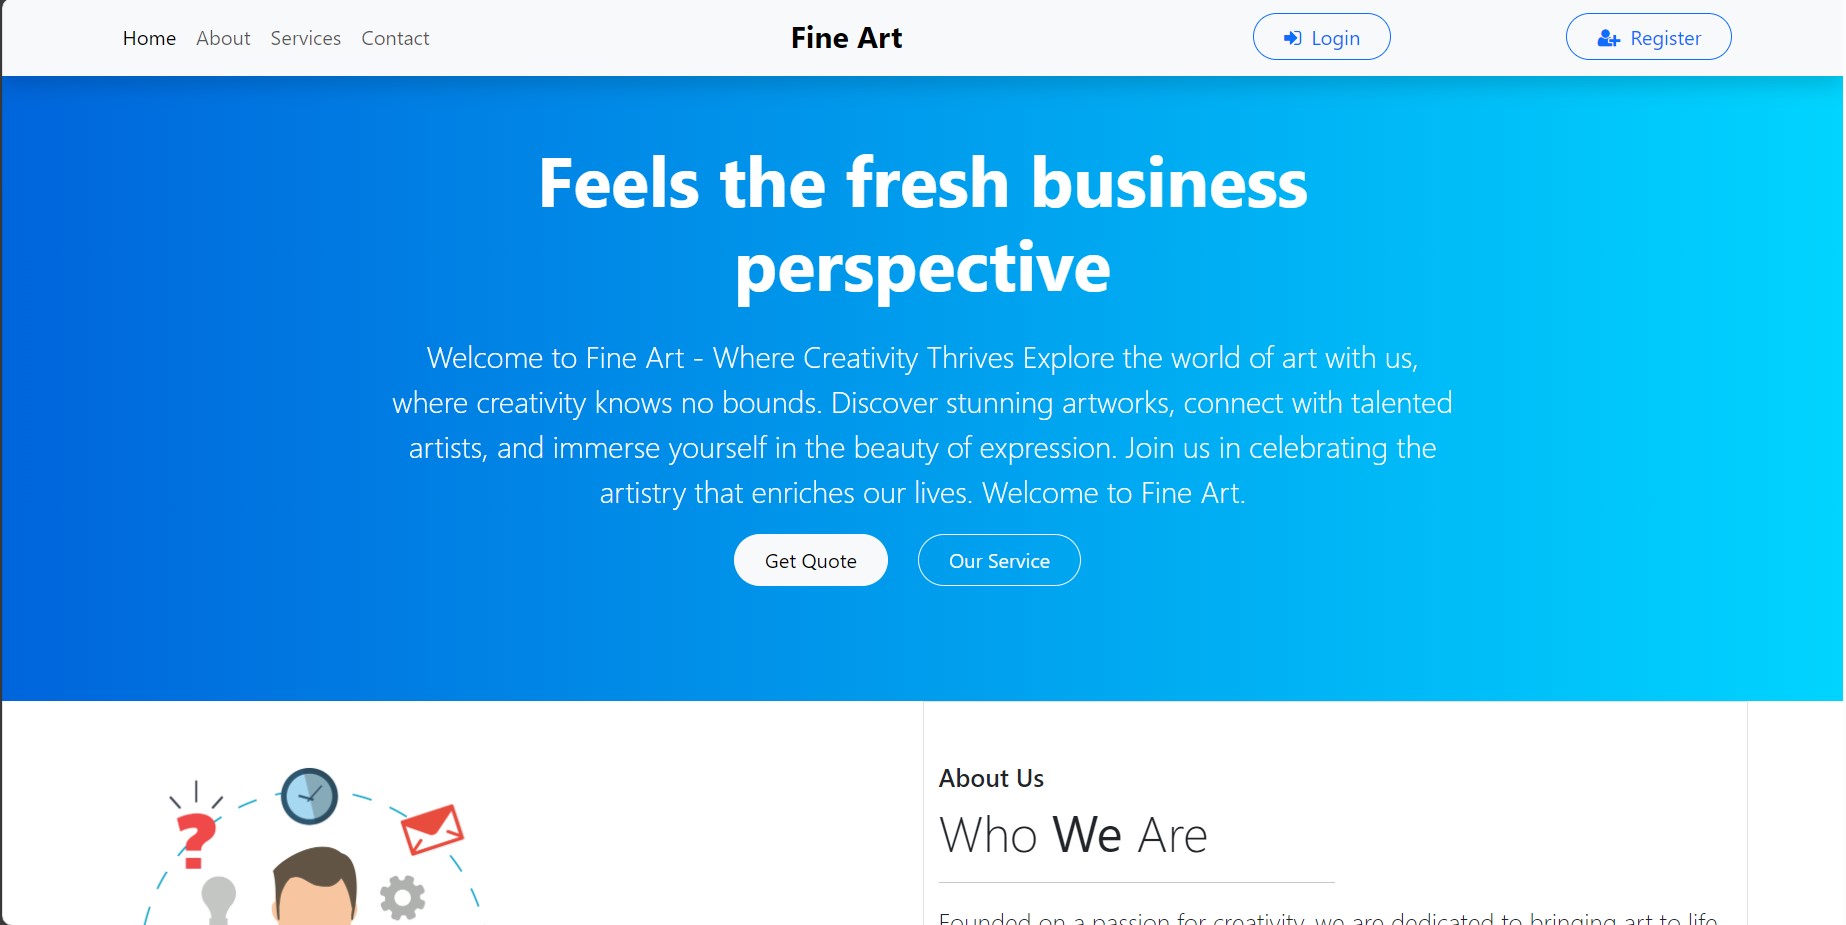 Home About Services Contact
Fine Art
Login
Register
Feels the fresh business
perspective
Welcome to Fine Art - Where Creativity Thrives Explore the world of art with us,
where creativity knows no bounds. Discover stunning artworks, connect with talented
artists, and immerse yourself in the beauty of expression. Join us in celebrating the
artistry that enriches our lives. Welcome to Fine Art.
Get Quote
Our Service
?
About Us
Who We Are
Founded on a passion for creativity, we are dedicated to bringing art to life